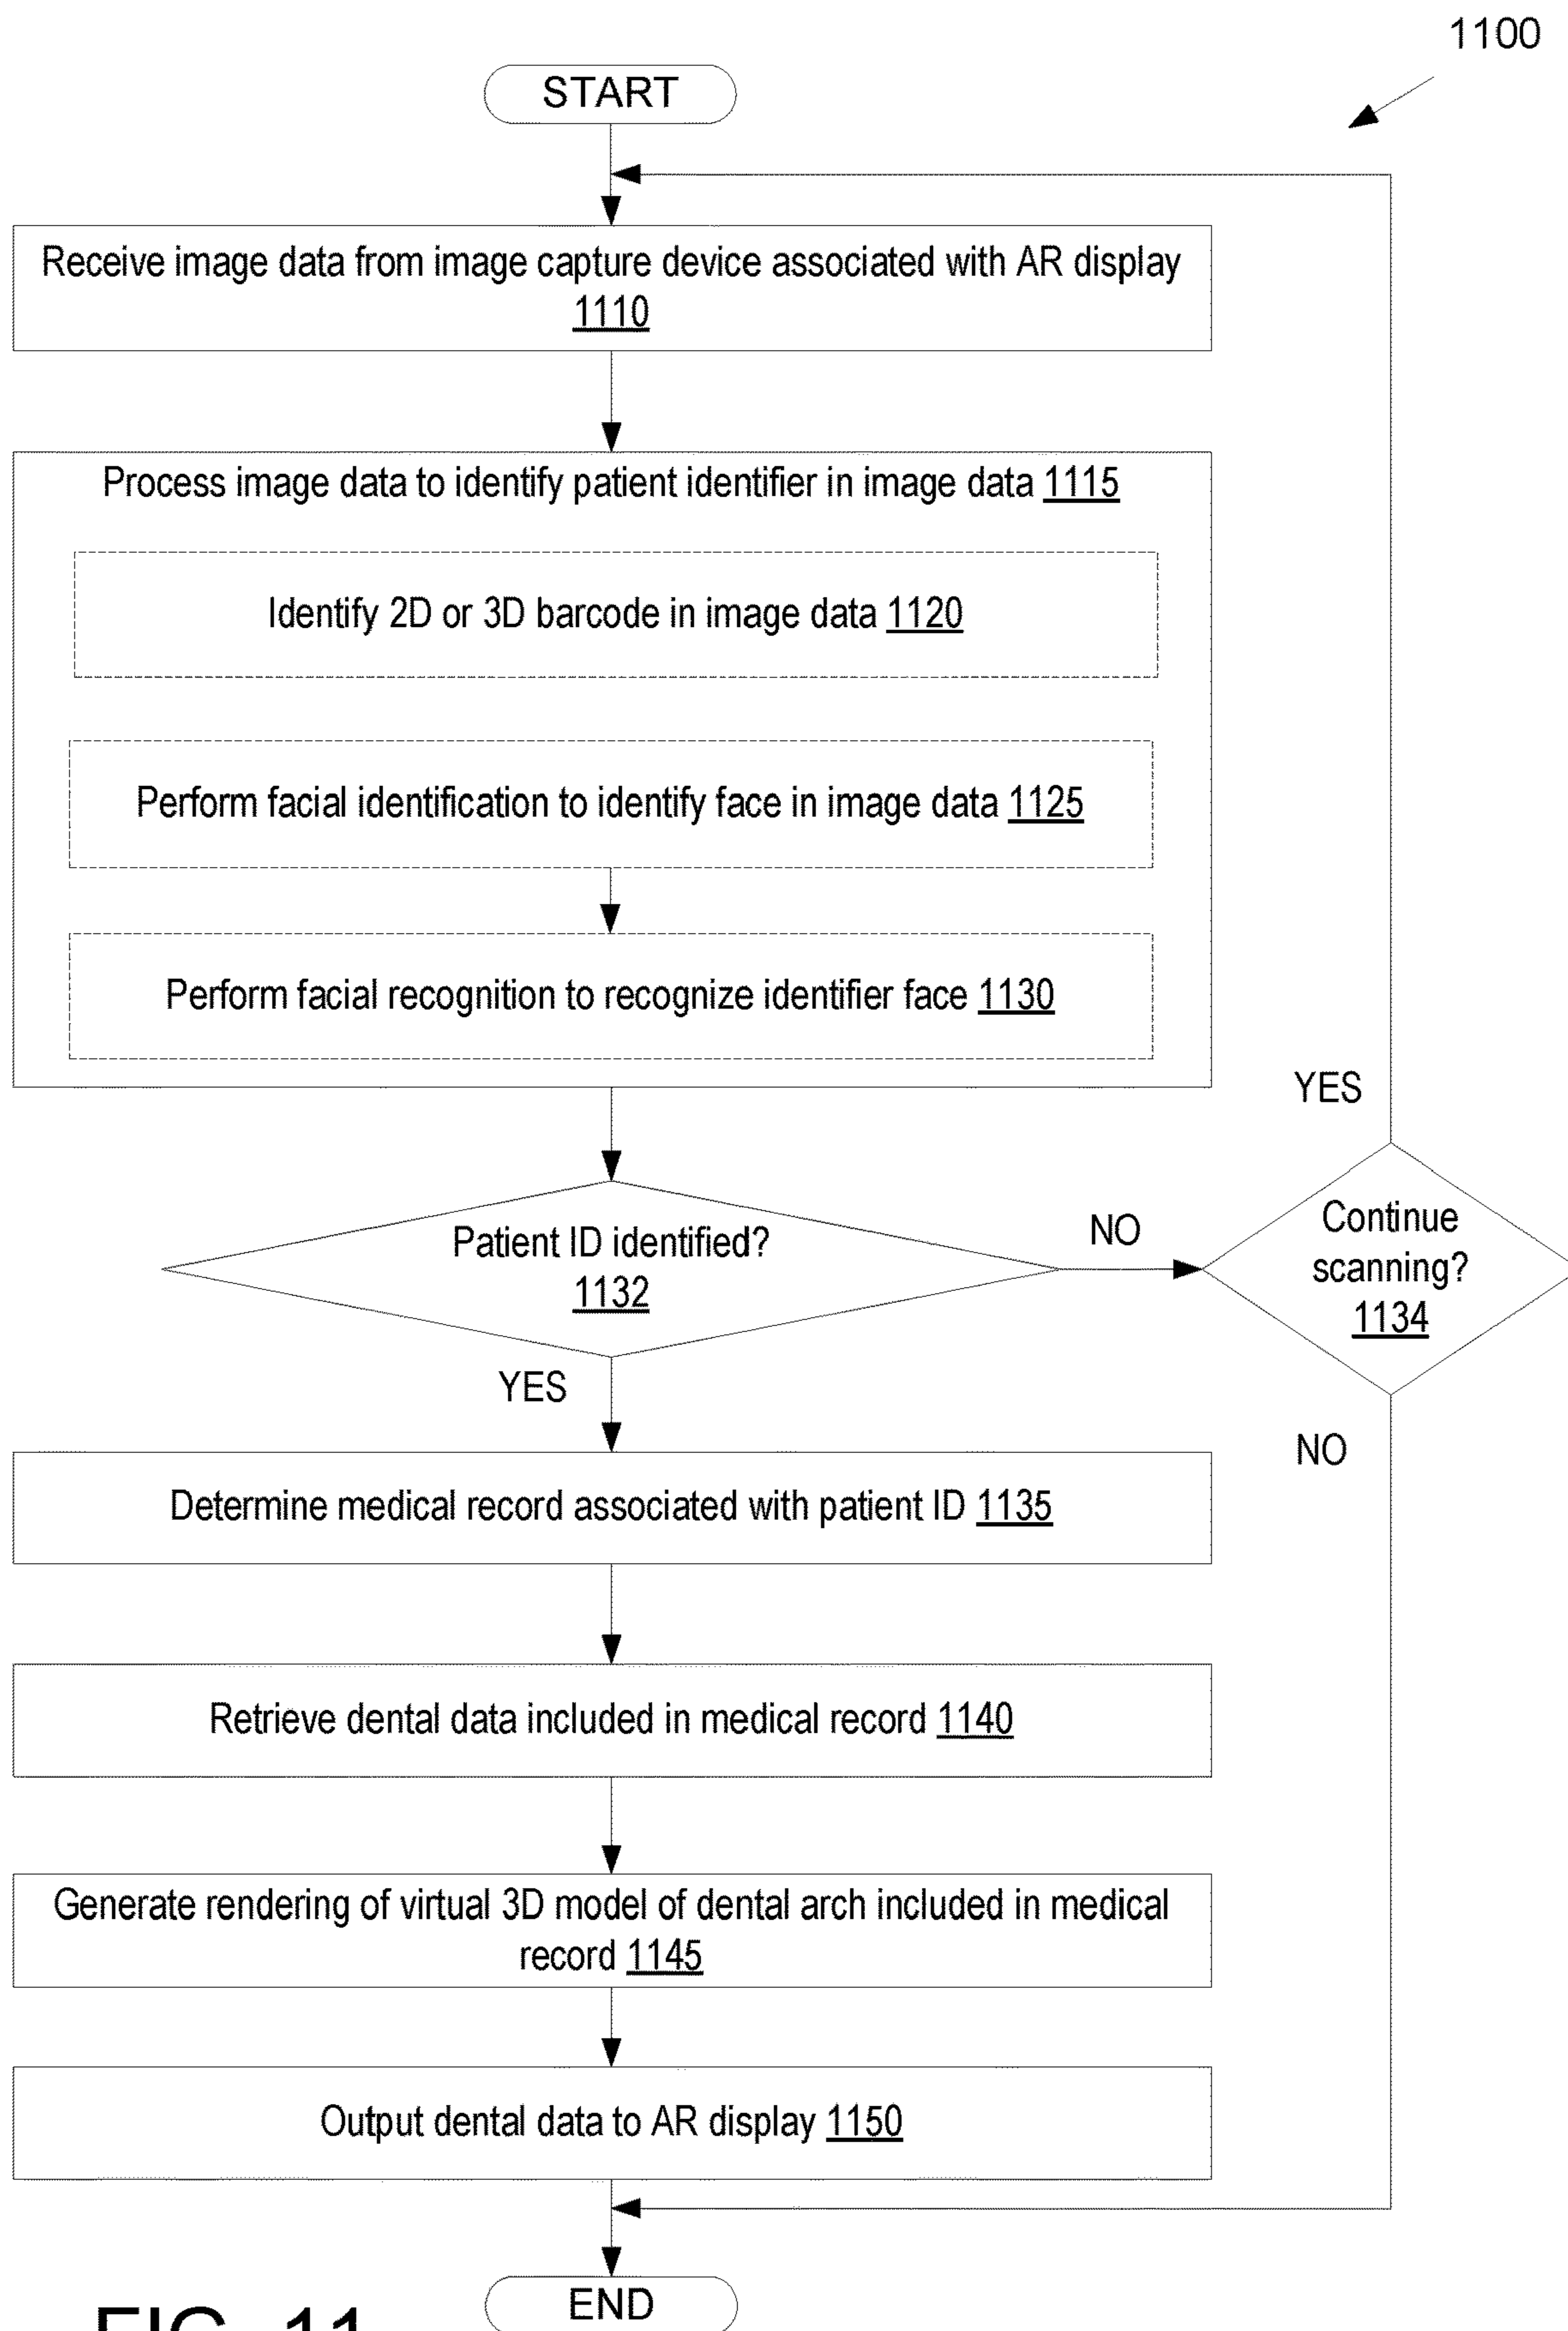 1100
START
Receive image data from image capture device associated with AR display
1110
Process image data to identify patient identifier in image data 1115
Identify 2D or 3D barcode in image data 1120
Perform facial identification to identify face in image data 1125
Perform facial recognition to recognize identifier face 1130
YES
Patient ID identified?
1132
NO
Continue
scanning?
1134
YES
NO
Determine medical record associated with patient ID 1135
Retrieve dental data included in medical record 1140
Generate rendering of virtual 3D model of dental arch included in medical
record 1145
Output dental data to AR display 1150
END
FIG. 11